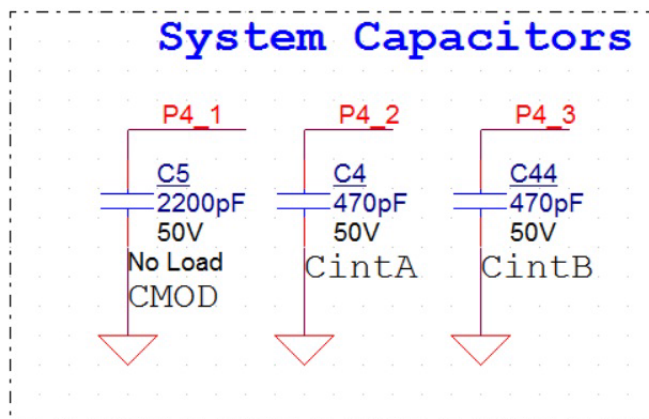 System Capacitors
P4_1
P4_2
P4_3
C5
2200pF
50V
No Load
CMOD
C4
470pF
50V
CintA
C44
470pF
50V
CintB